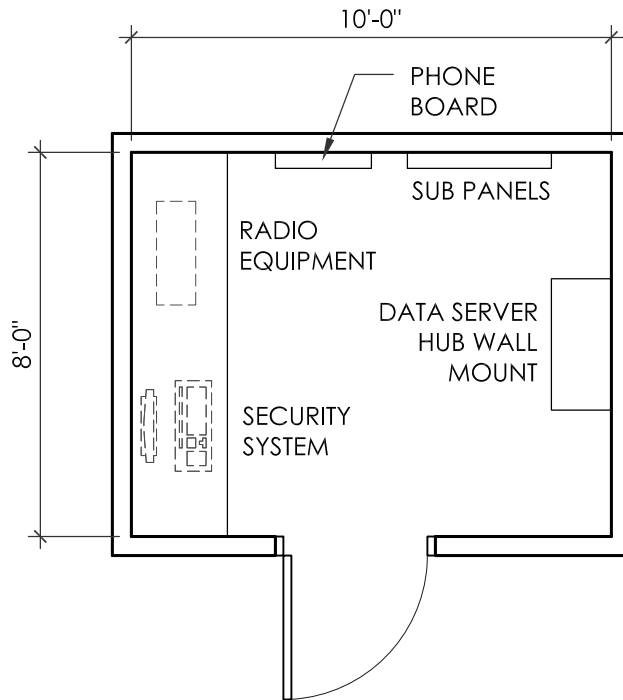 10'-0"
PHONE
BOARD
SUB PANELS
RADIO
EQUIPMENT
DATA SERVER
HUB WALL
MOUNT
8'-0"
SECURITY
SYSTEM